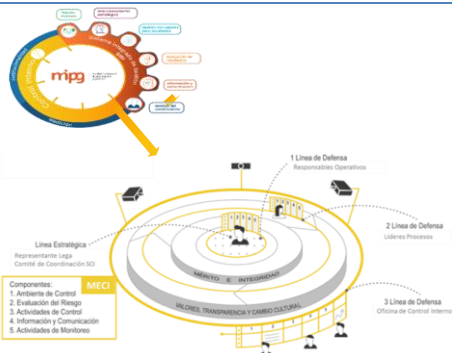 mipg
Control Interno
1 Línea de Defensa
Responsables Operativos
2 Línea de Defensa
Líderes Procesos
Línea Estratégica
Representante Lega
Comité de Coordinación SCI
MÉRITO E INTEGRIDAD
VALORES, TRANSPARENCIA Y CAMBIO CULTURAL
3 Línea de Defensa
Oficina de Control Interno
Componentes:
MECI
1. Ambiente de Control
2. Evaluación del Riesgo
3. Actividades de Control
4. Información y Comunicación
5. Actividades de Monitoreo